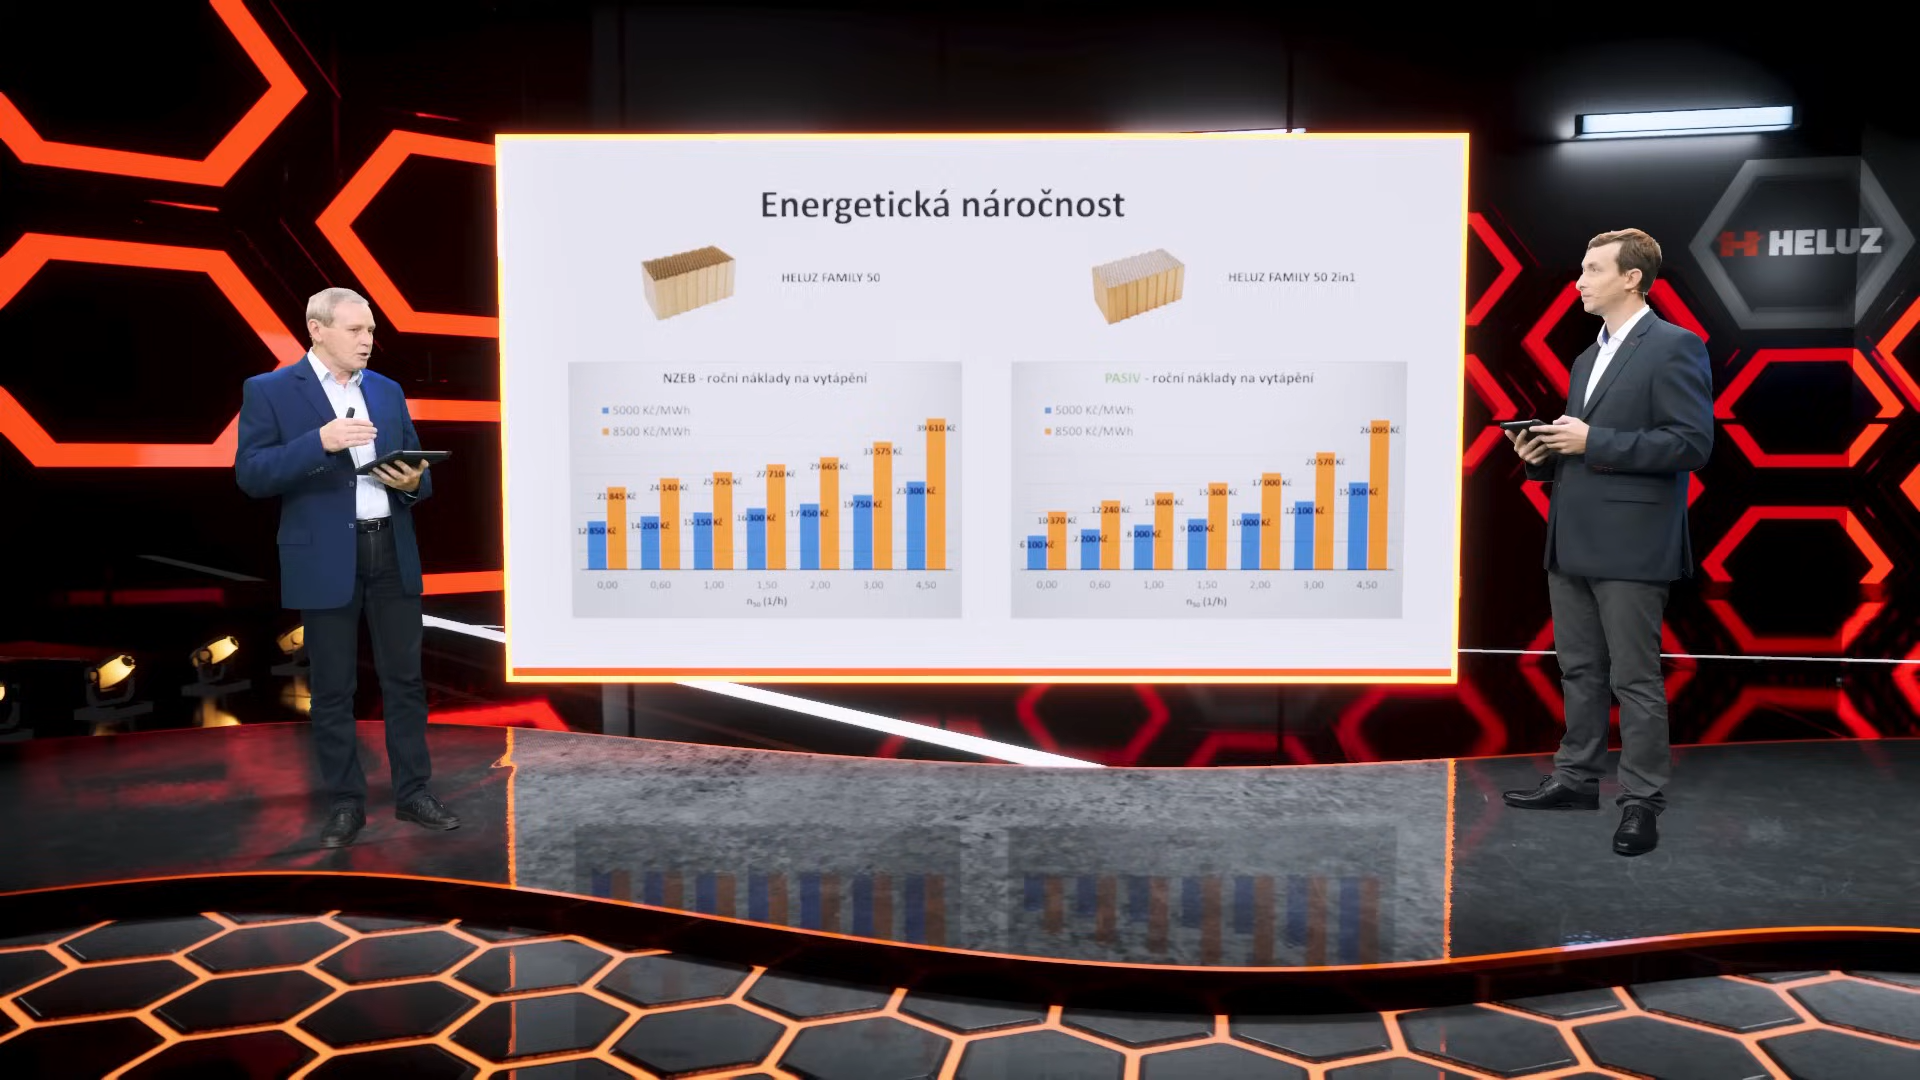 Energetická náročnost
HELUZ FAMILY 50
HELUZ FAMILY 50 2in1
HELUZ
NZEB - roční náklady na vytápění
5000 Kč/MWh
8500 Kč/MWh
12 850 Kč
21 845 Kč
14 200 Kč
24 140 Kč
15 150 Kč
25 755 Kč
16 300 Kč
27 710 Kč
17 450 Kč
29 665 Kč
19 750 Kč
33 575 Kč
23 300 Kč
39 610 Kč
0,00 0,60 1,00 1,50 2,00 3,00 4,50
n₅₀ (1/h)
PASIV - roční náklady na vytápění
5000 Kč/MWh
8500 Kč/MWh
6 100 Kč
10 370 Kč
7 200 Kč
12 240 Kč
8 000 Kč
13 600 Kč
9 000 Kč
15 300 Kč
10 000 Kč
17 000 Kč
12 100 Kč
20 570 Kč
15 350 Kč
26 095 Kč
0,00 0,60 1,00 1,50 2,00 3,00 4,50
n₅₀ (1/h)